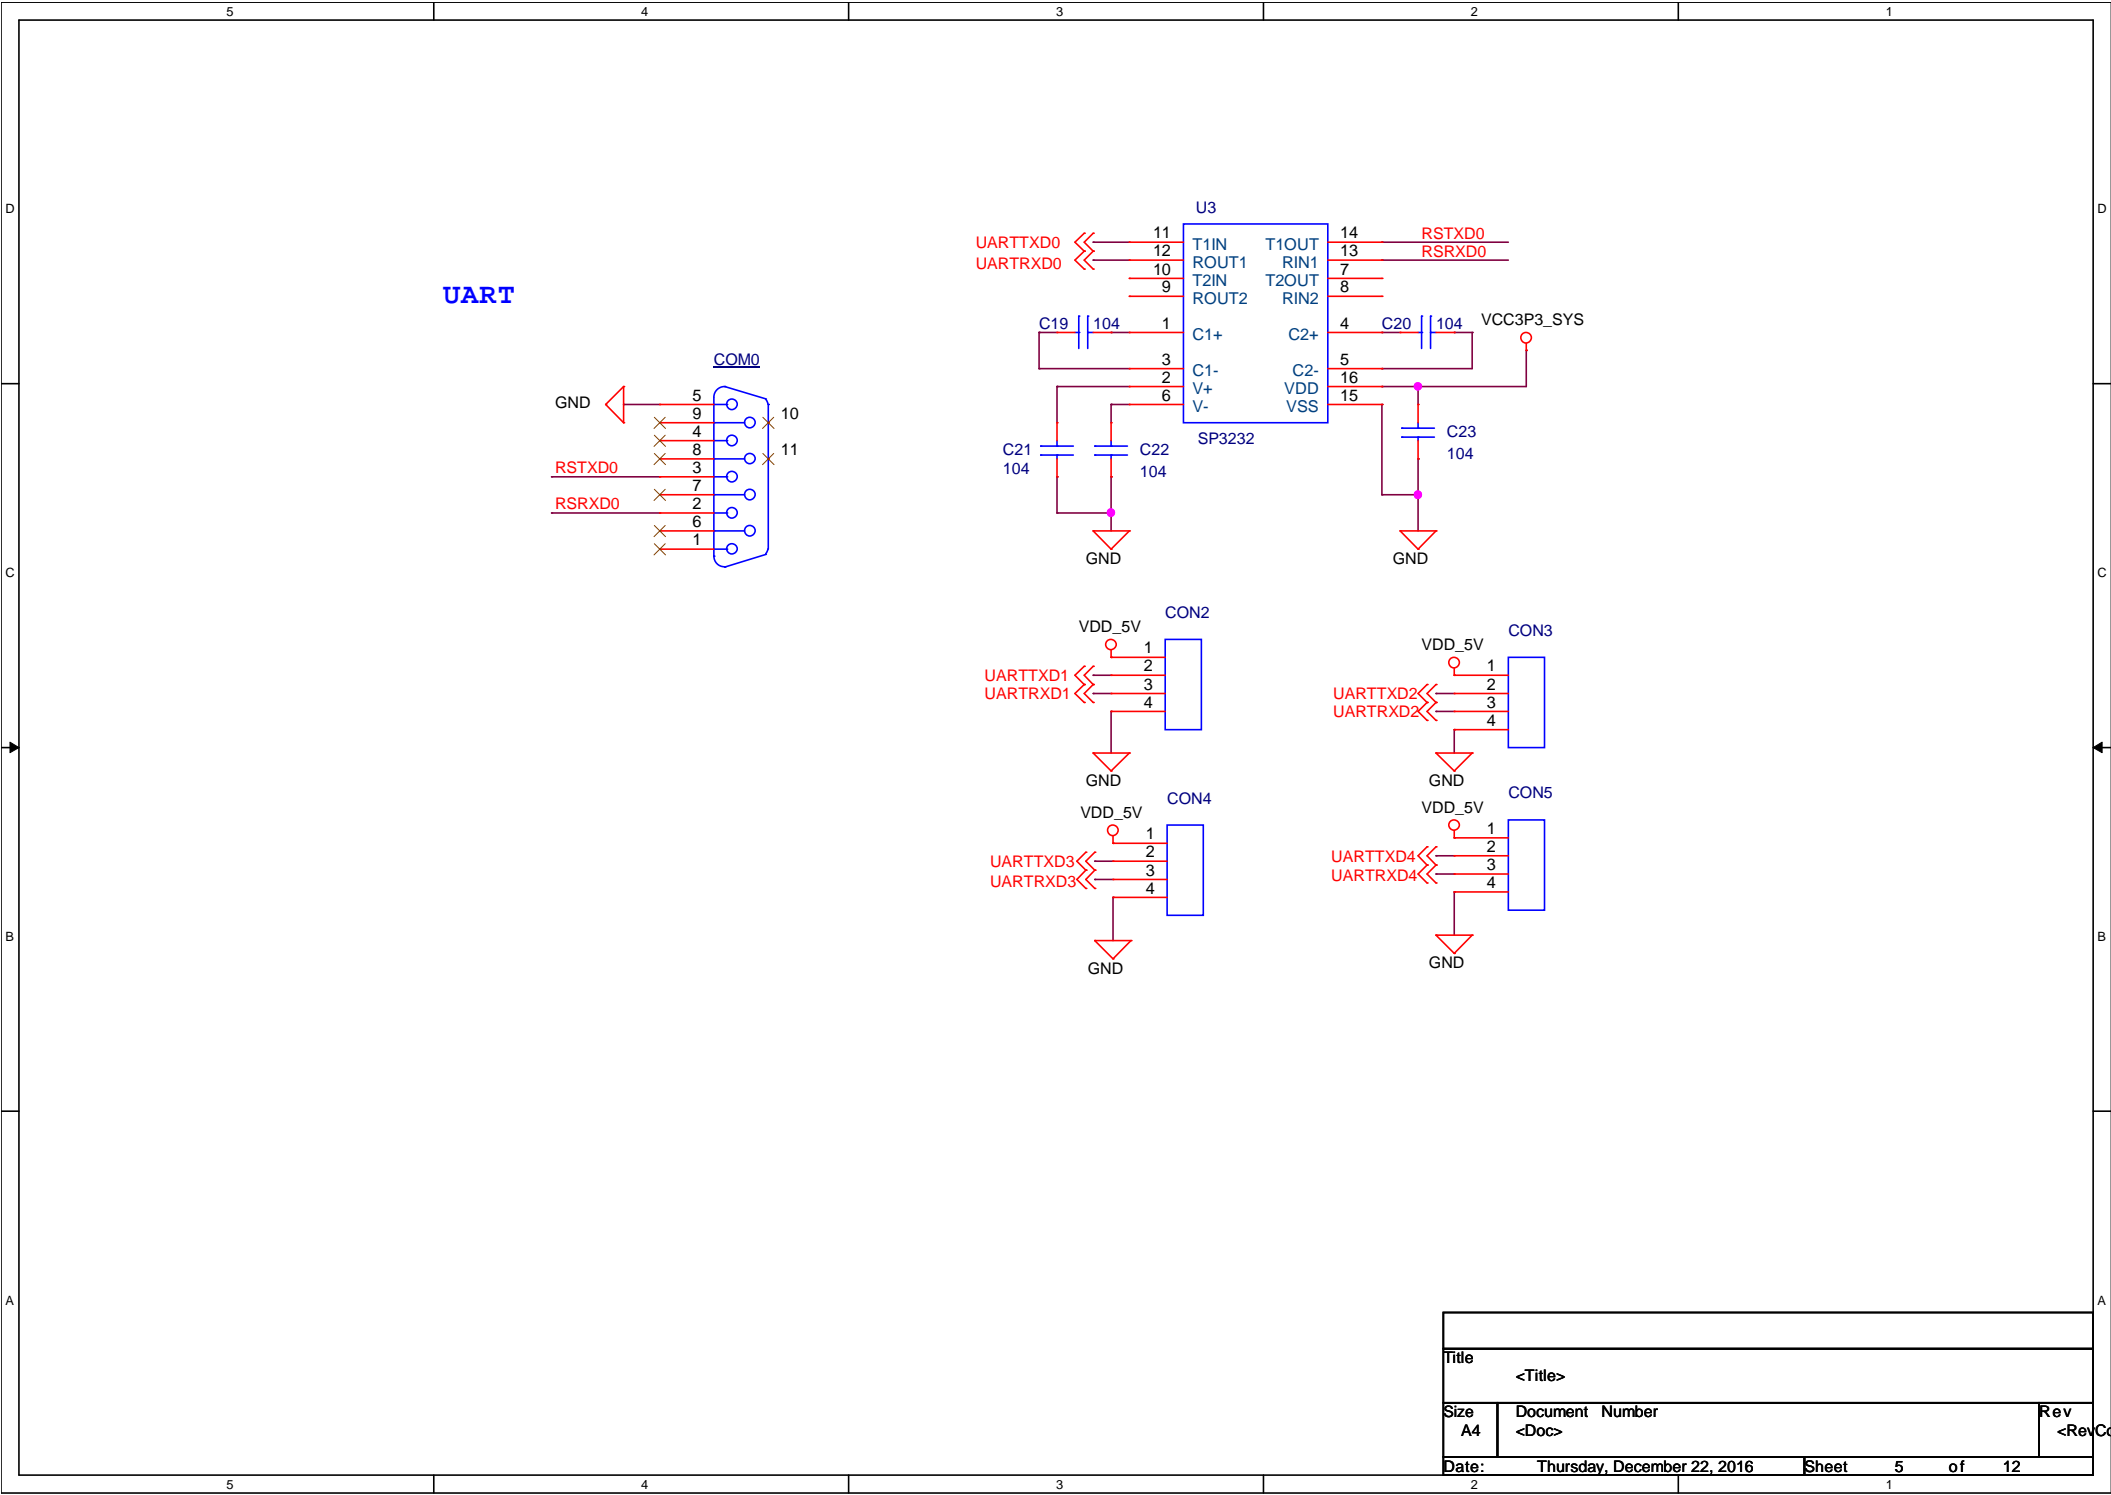 5 4 3 2 1
D D
C C
B B
A A
UART
COM0
GND
5
9
4
8
3
7
2
6
1
10
11
RSTXD0
RSRXD0
U3
UARTTXD0
UARTRXD0
11 T1IN T1OUT 14 RSTXD0
12 ROUT1 RIN1 13 RSRXD0
10 T2IN T2OUT 7
9 ROUT2 RIN2 8
C19 104 1 C1+ C2+ 4 C20 104 VCC3P3_SYS
3 C1- C2- 5
2 V+ VDD 16
6 V- VSS 15
SP3232
C21
104
C22
104
C23
104
GND
GND
CON2
VDD_5V
1
UARTTXD1 2
UARTRXD1 3
4
GND
CON3
VDD_5V
1
UARTTXD2 2
UARTRXD2 3
4
GND
CON4
VDD_5V
1
UARTTXD3 2
UARTRXD3 3
4
GND
CON5
VDD_5V
1
UARTTXD4 2
UARTRXD4 3
4
GND
Title
<Title>
Size Document Number Rev
A4 <Doc> <RevCo
Date: Thursday, December 22, 2016 Sheet 5 of 12
5 4 3 2 1